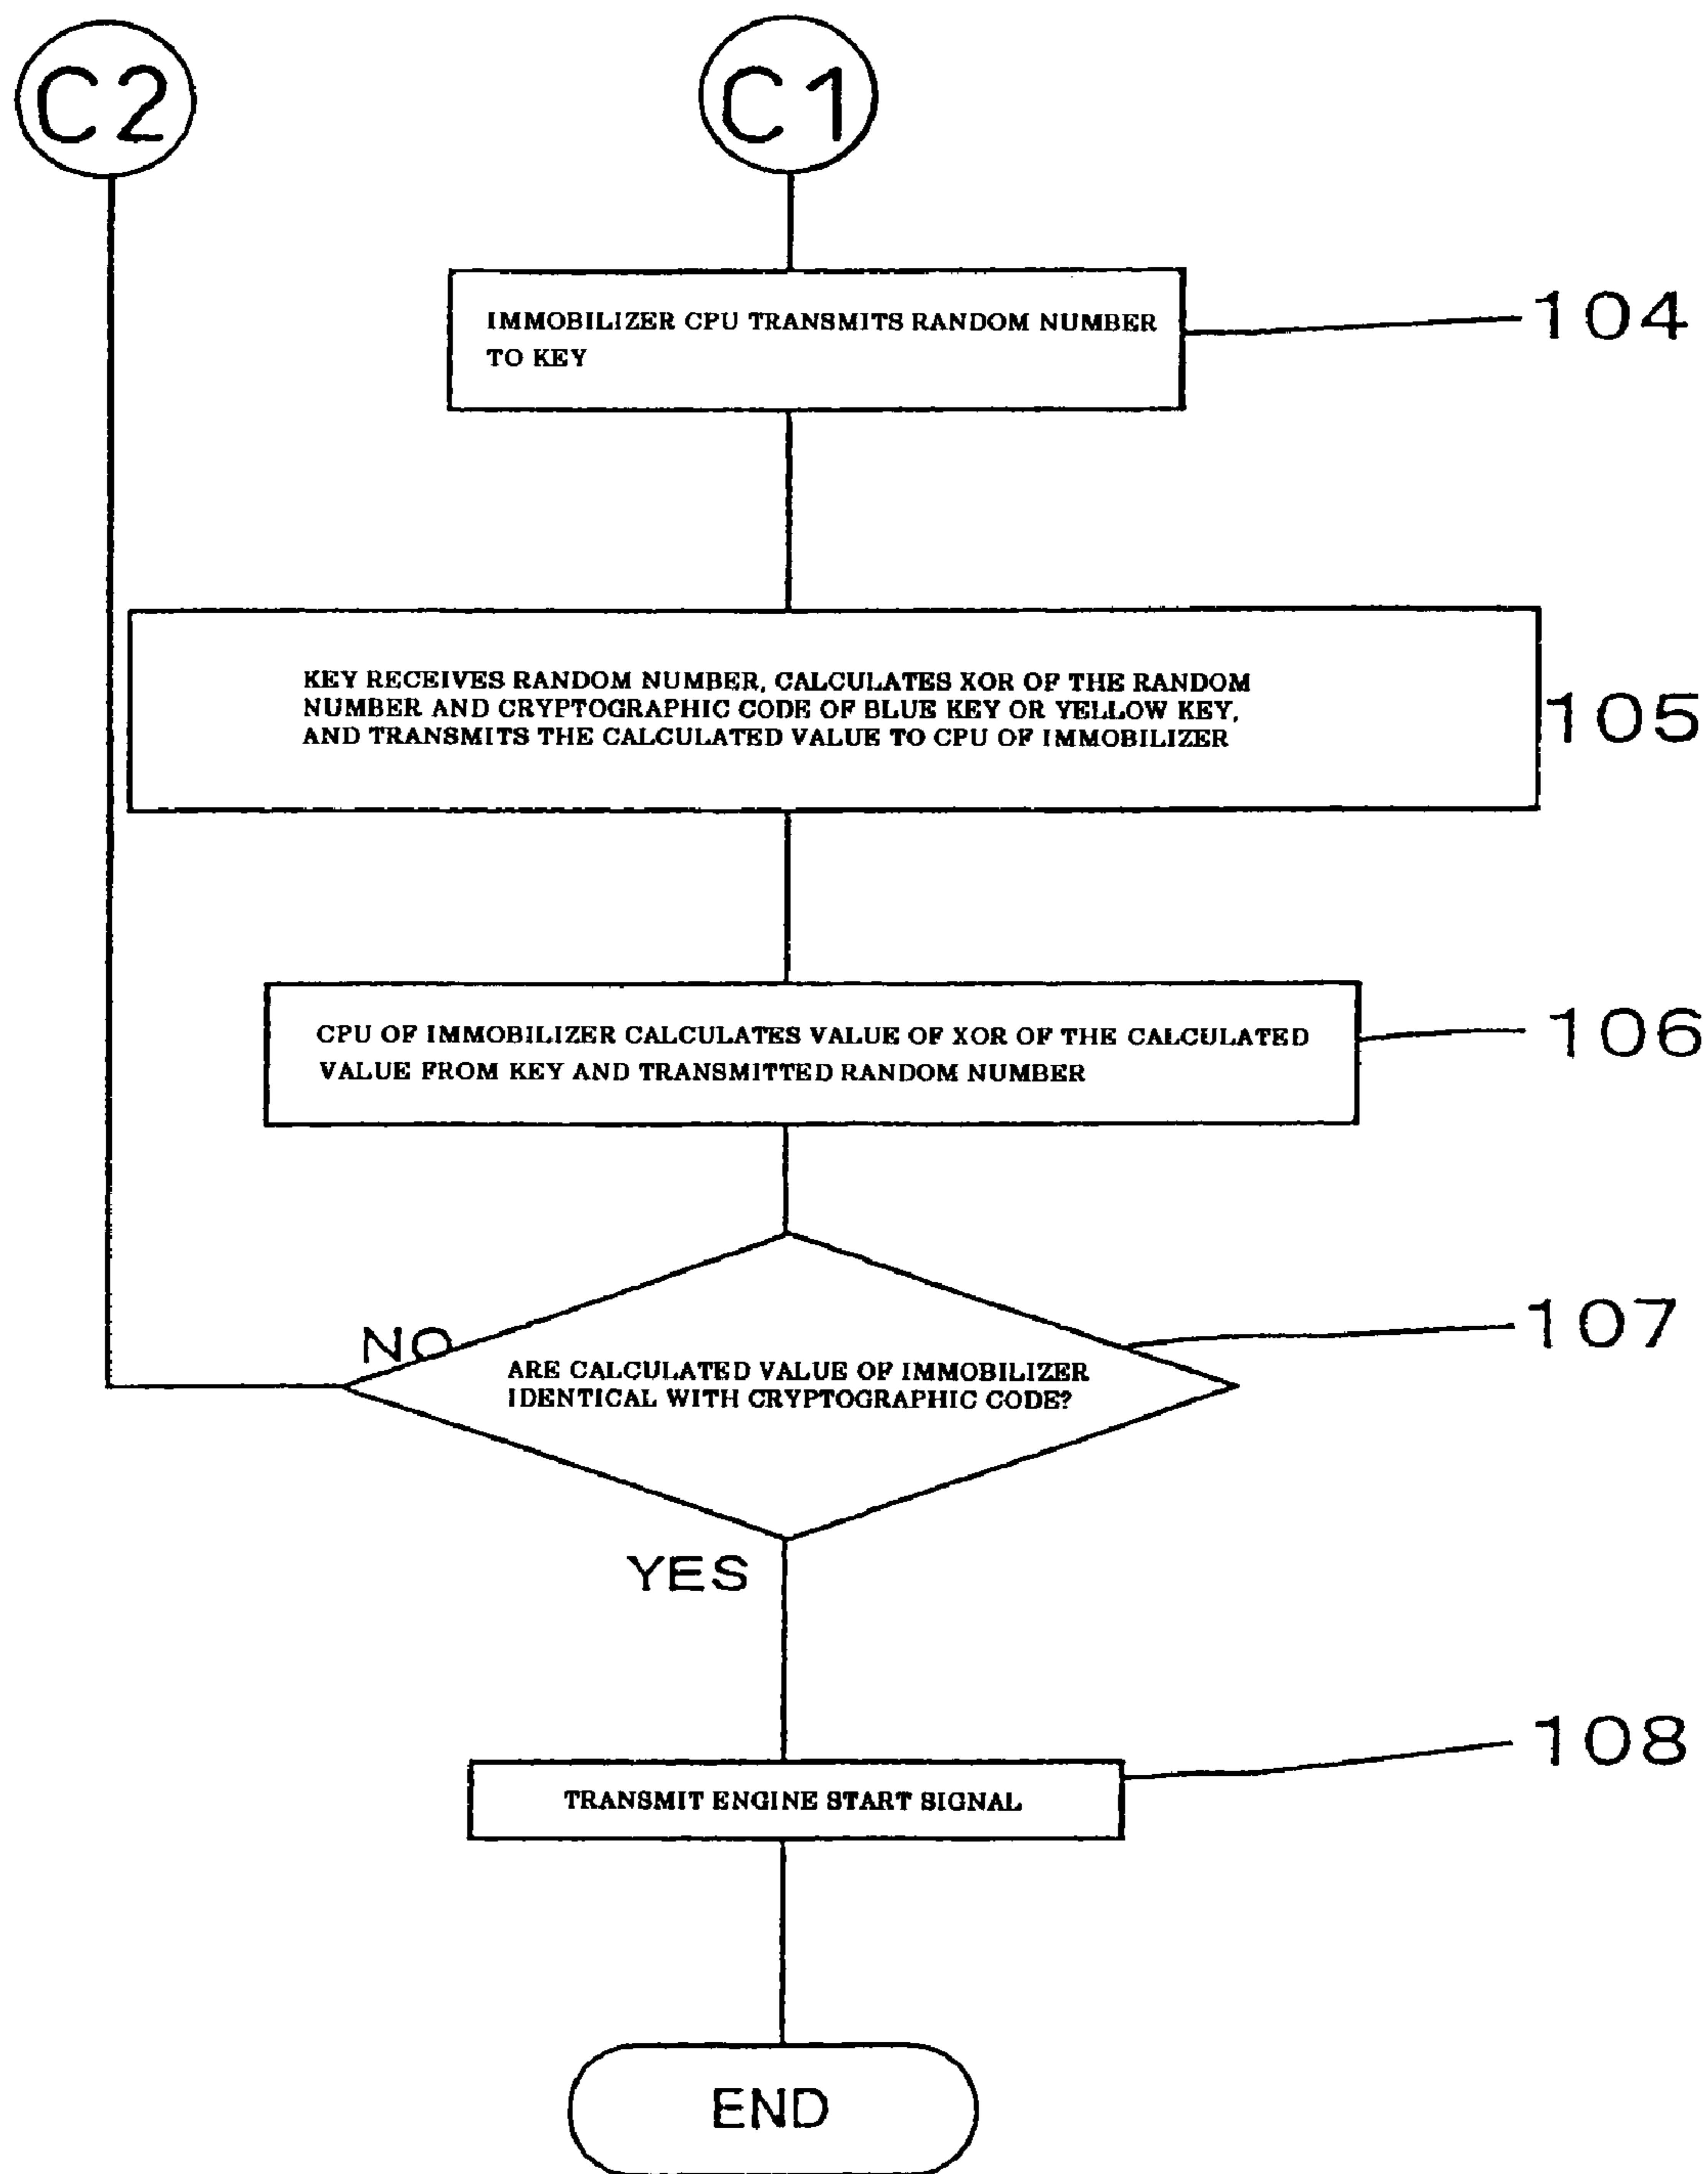 C2
C1
IMMOBILIZER CPU TRANSMITS RANDOM NUMBER
TO KEY
104
KEY RECEIVES RANDOM NUMBER, CALCULATES XOR OF THE RANDOM
NUMBER AND CRYPTOGRAPHIC CODE OF BLUE KEY OR YELLOW KEY,
AND TRANSMITS THE CALCULATED VALUE TO CPU OF IMMOBILIZER
105
CPU OF IMMOBILIZER CALCULATES VALUE OF XOR OF THE CALCULATED
VALUE FROM KEY AND TRANSMITTED RANDOM NUMBER
106
NO
ARE CALCULATED VALUE OF IMMOBILIZER
IDENTICAL WITH CRYPTOGRAPHIC CODE?
107
YES
TRANSMIT ENGINE START SIGNAL
108
END